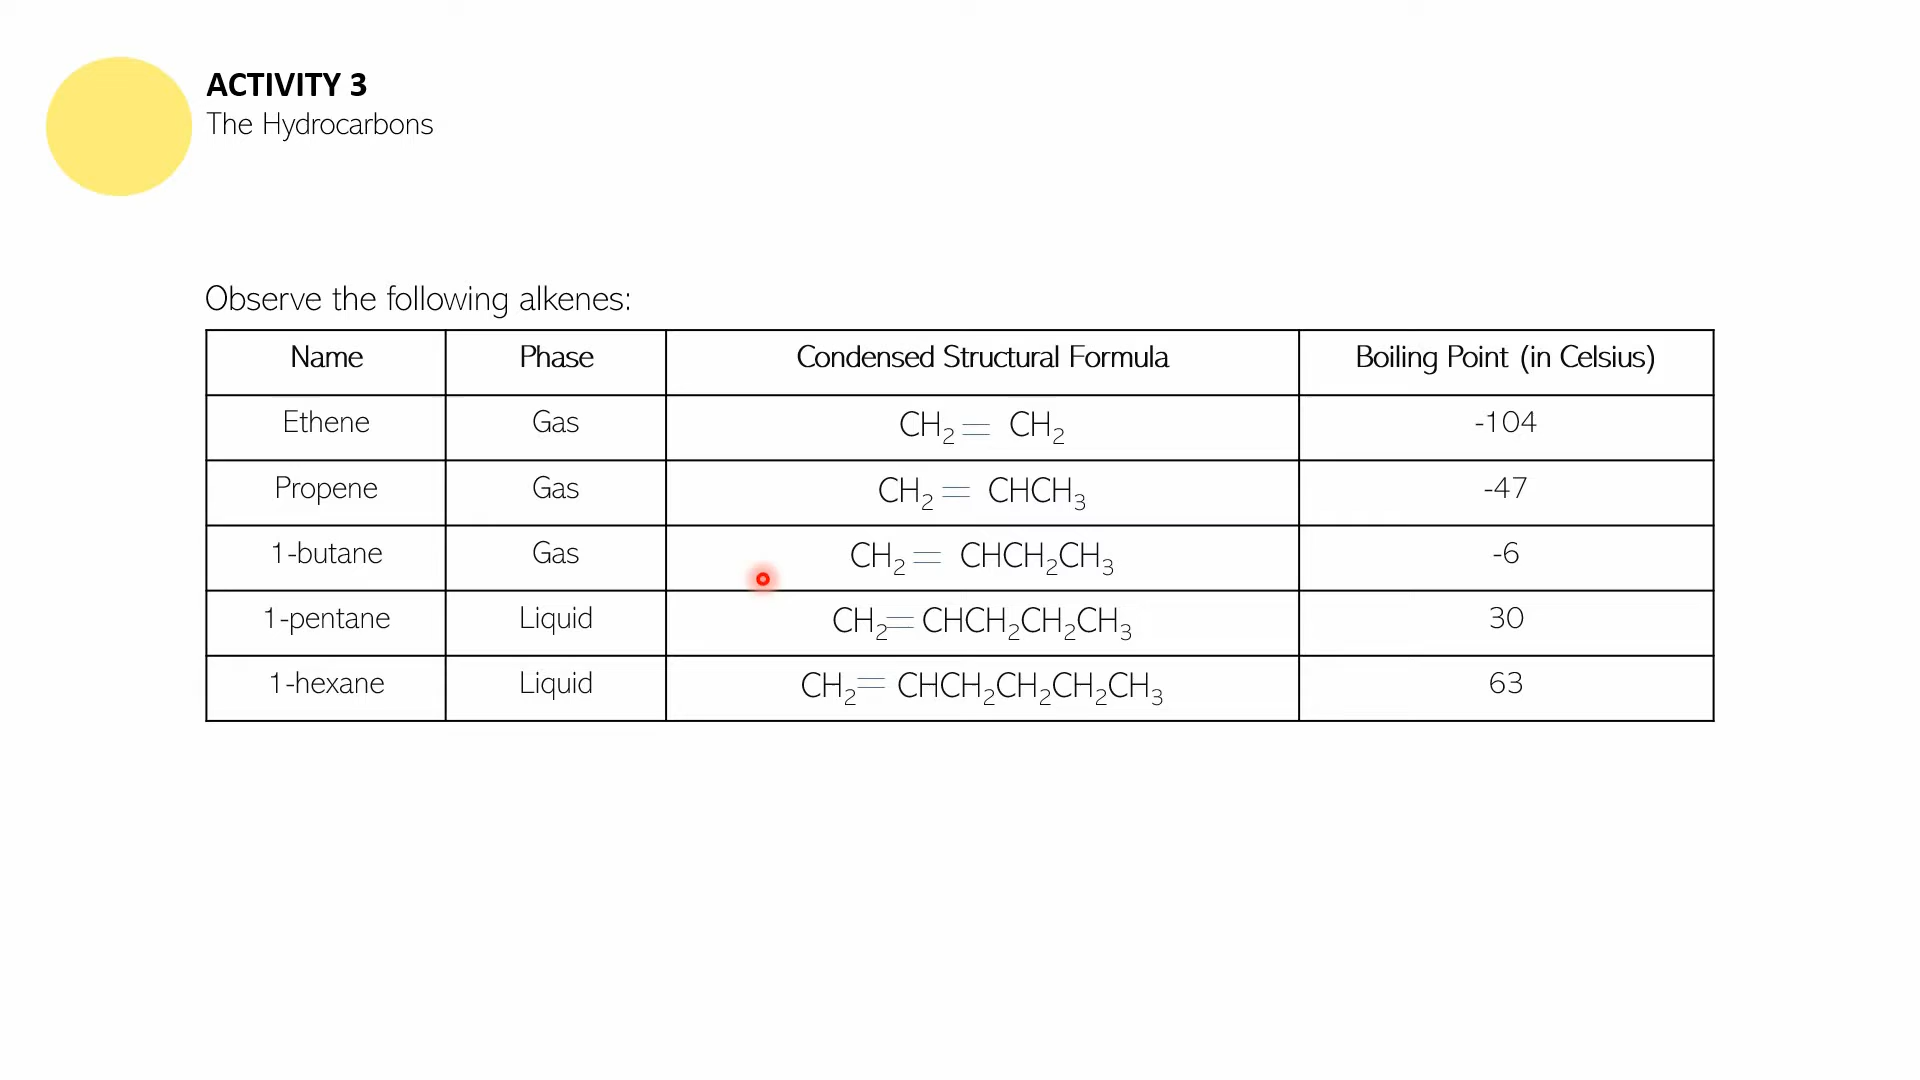 ACTIVITY 3
The Hydrocarbons
Observe the following alkenes:
Name Phase Condensed Structural Formula Boiling Point (in Celsius)
Ethene Gas CH₂ = CH₂ -104
Propene Gas CH₂ = CHCH₃ -47
1-butane Gas CH₂ = CHCH₂CH₃ -6
1-pentane Liquid CH₂=CHCH₂CH₂CH₃ 30
1-hexane Liquid CH₂= CHCH₂CH₂CH₂CH₃ 63